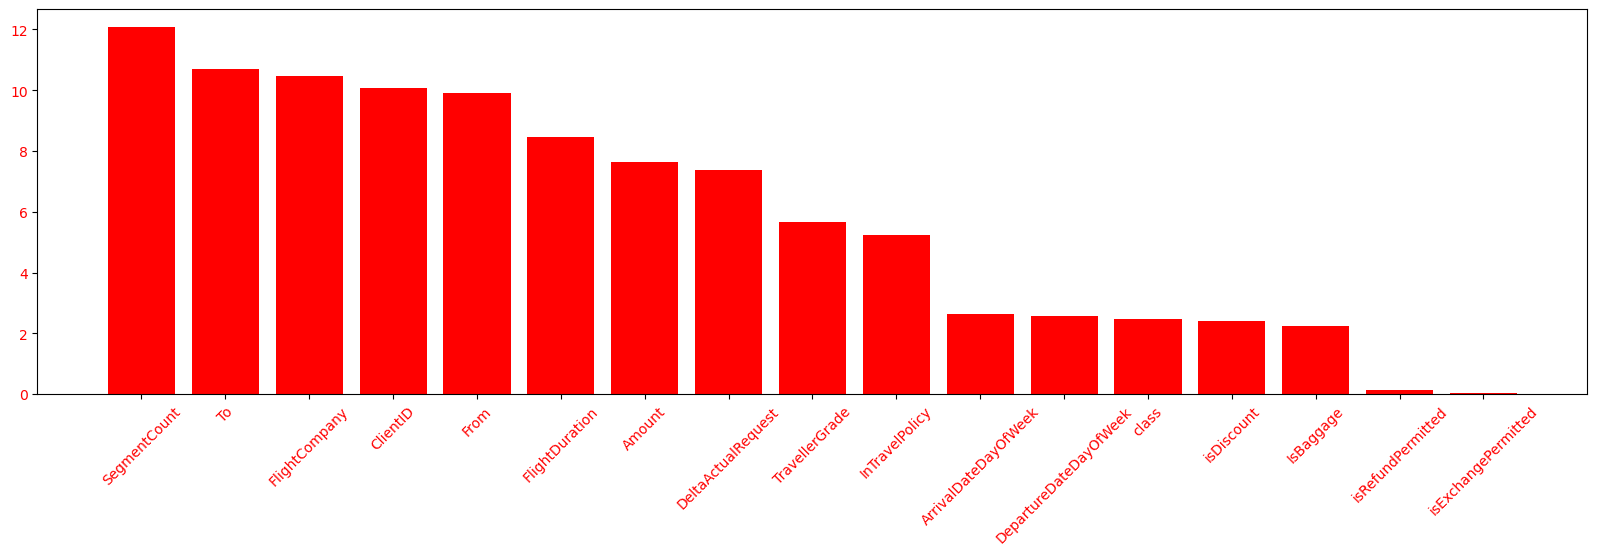 12
10
8
6
4
2
0
SegmentCount
To
FlightCompany
ClientID
From
FlightDuration
Amount
DeltaActualRequest
TravellerGrade
InTravelPolicy
ArrivalDateDayOfWeek
DepartureDateDayOfWeek
class
isDiscount
IsBaggage
isRefundPermitted
isExchangePermitted